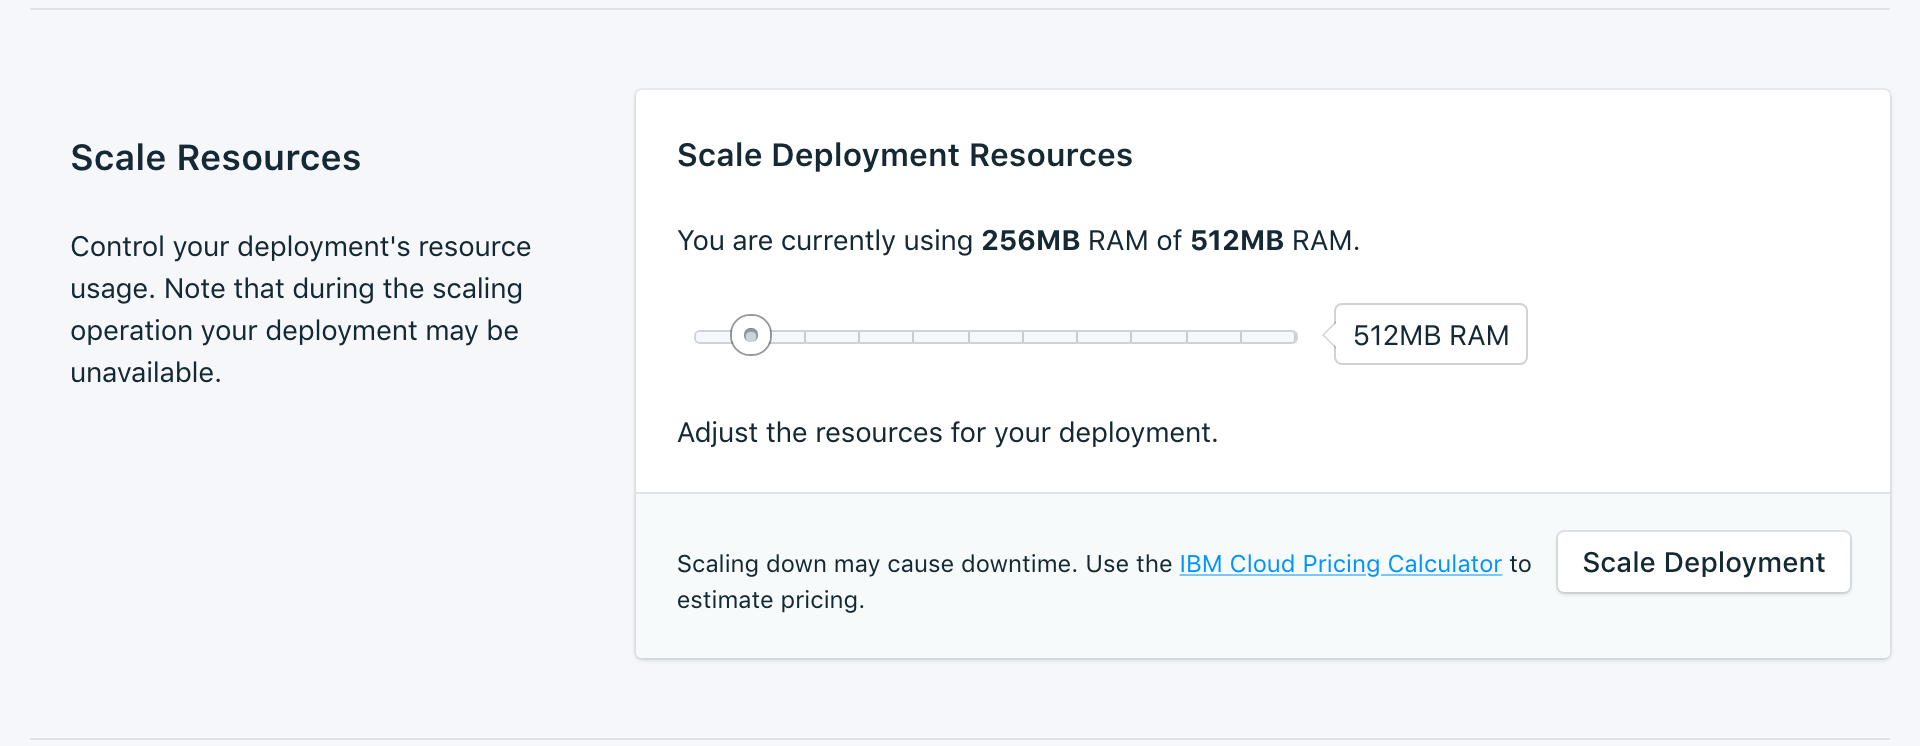 Scale Resources
Control your deployment's resource
usage. Note that during the scaling
operation your deployment may be
unavailable.
Scale Deployment Resources
You are currently using 256MB RAM of 512MB RAM.
512MB RAM
Adjust the resources for your deployment.
Scaling down may cause downtime. Use the IBM Cloud Pricing Calculator to
estimate pricing.
Scale Deployment